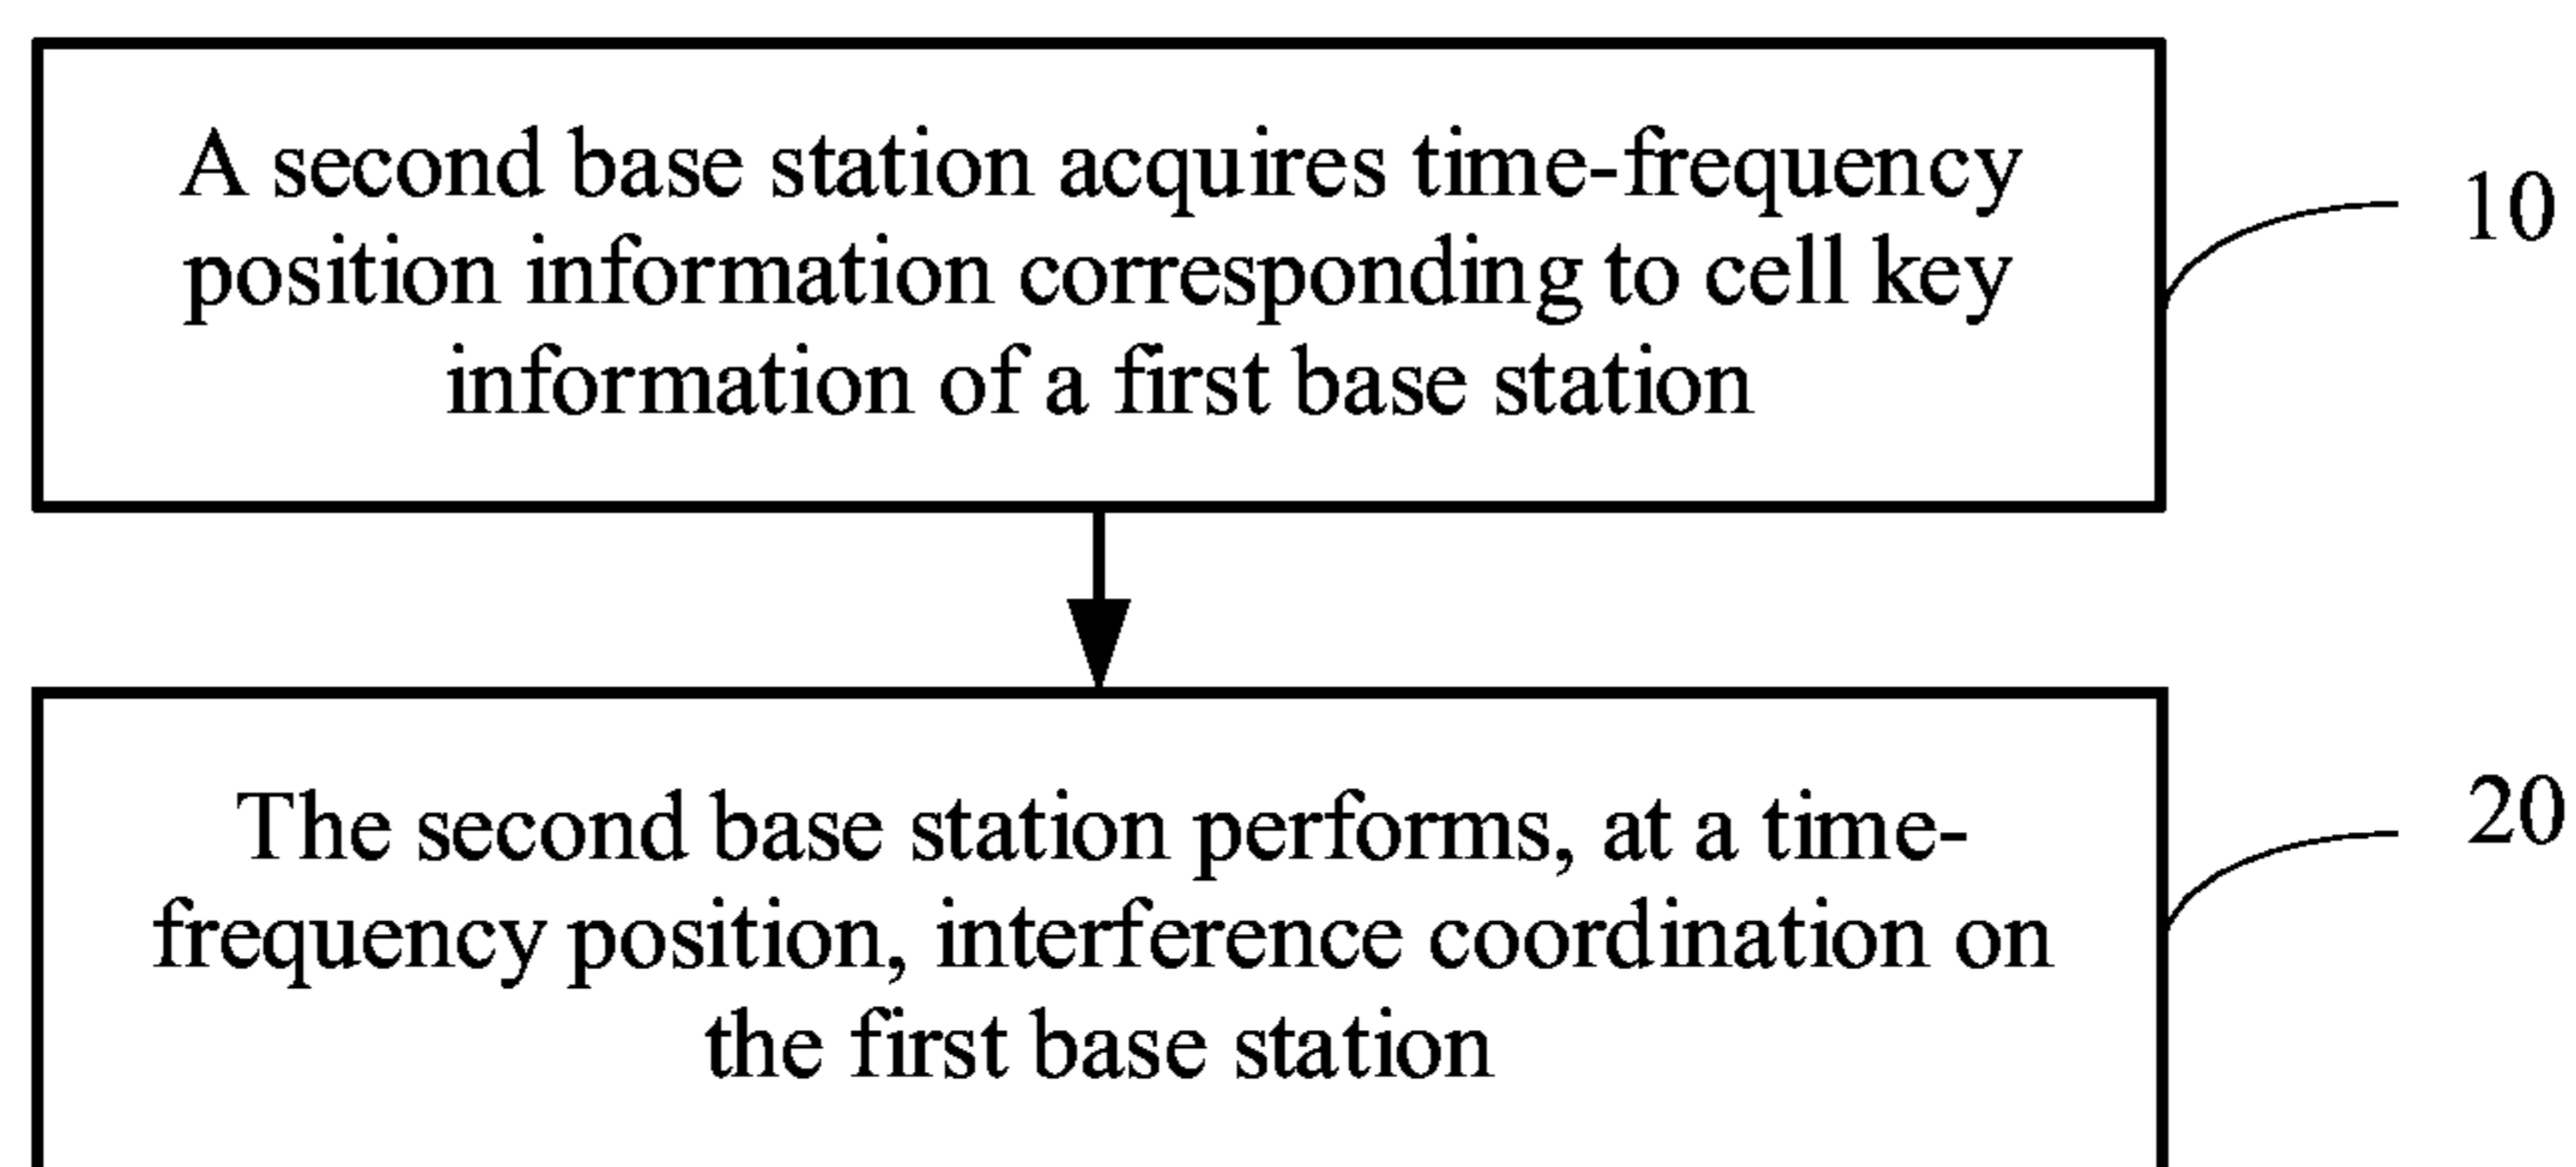 A second base station acquires time-frequency
position information corresponding to cell key
information of a first base station
10
The second base station performs, at a time-
frequency position, interference coordination on
the first base station
20